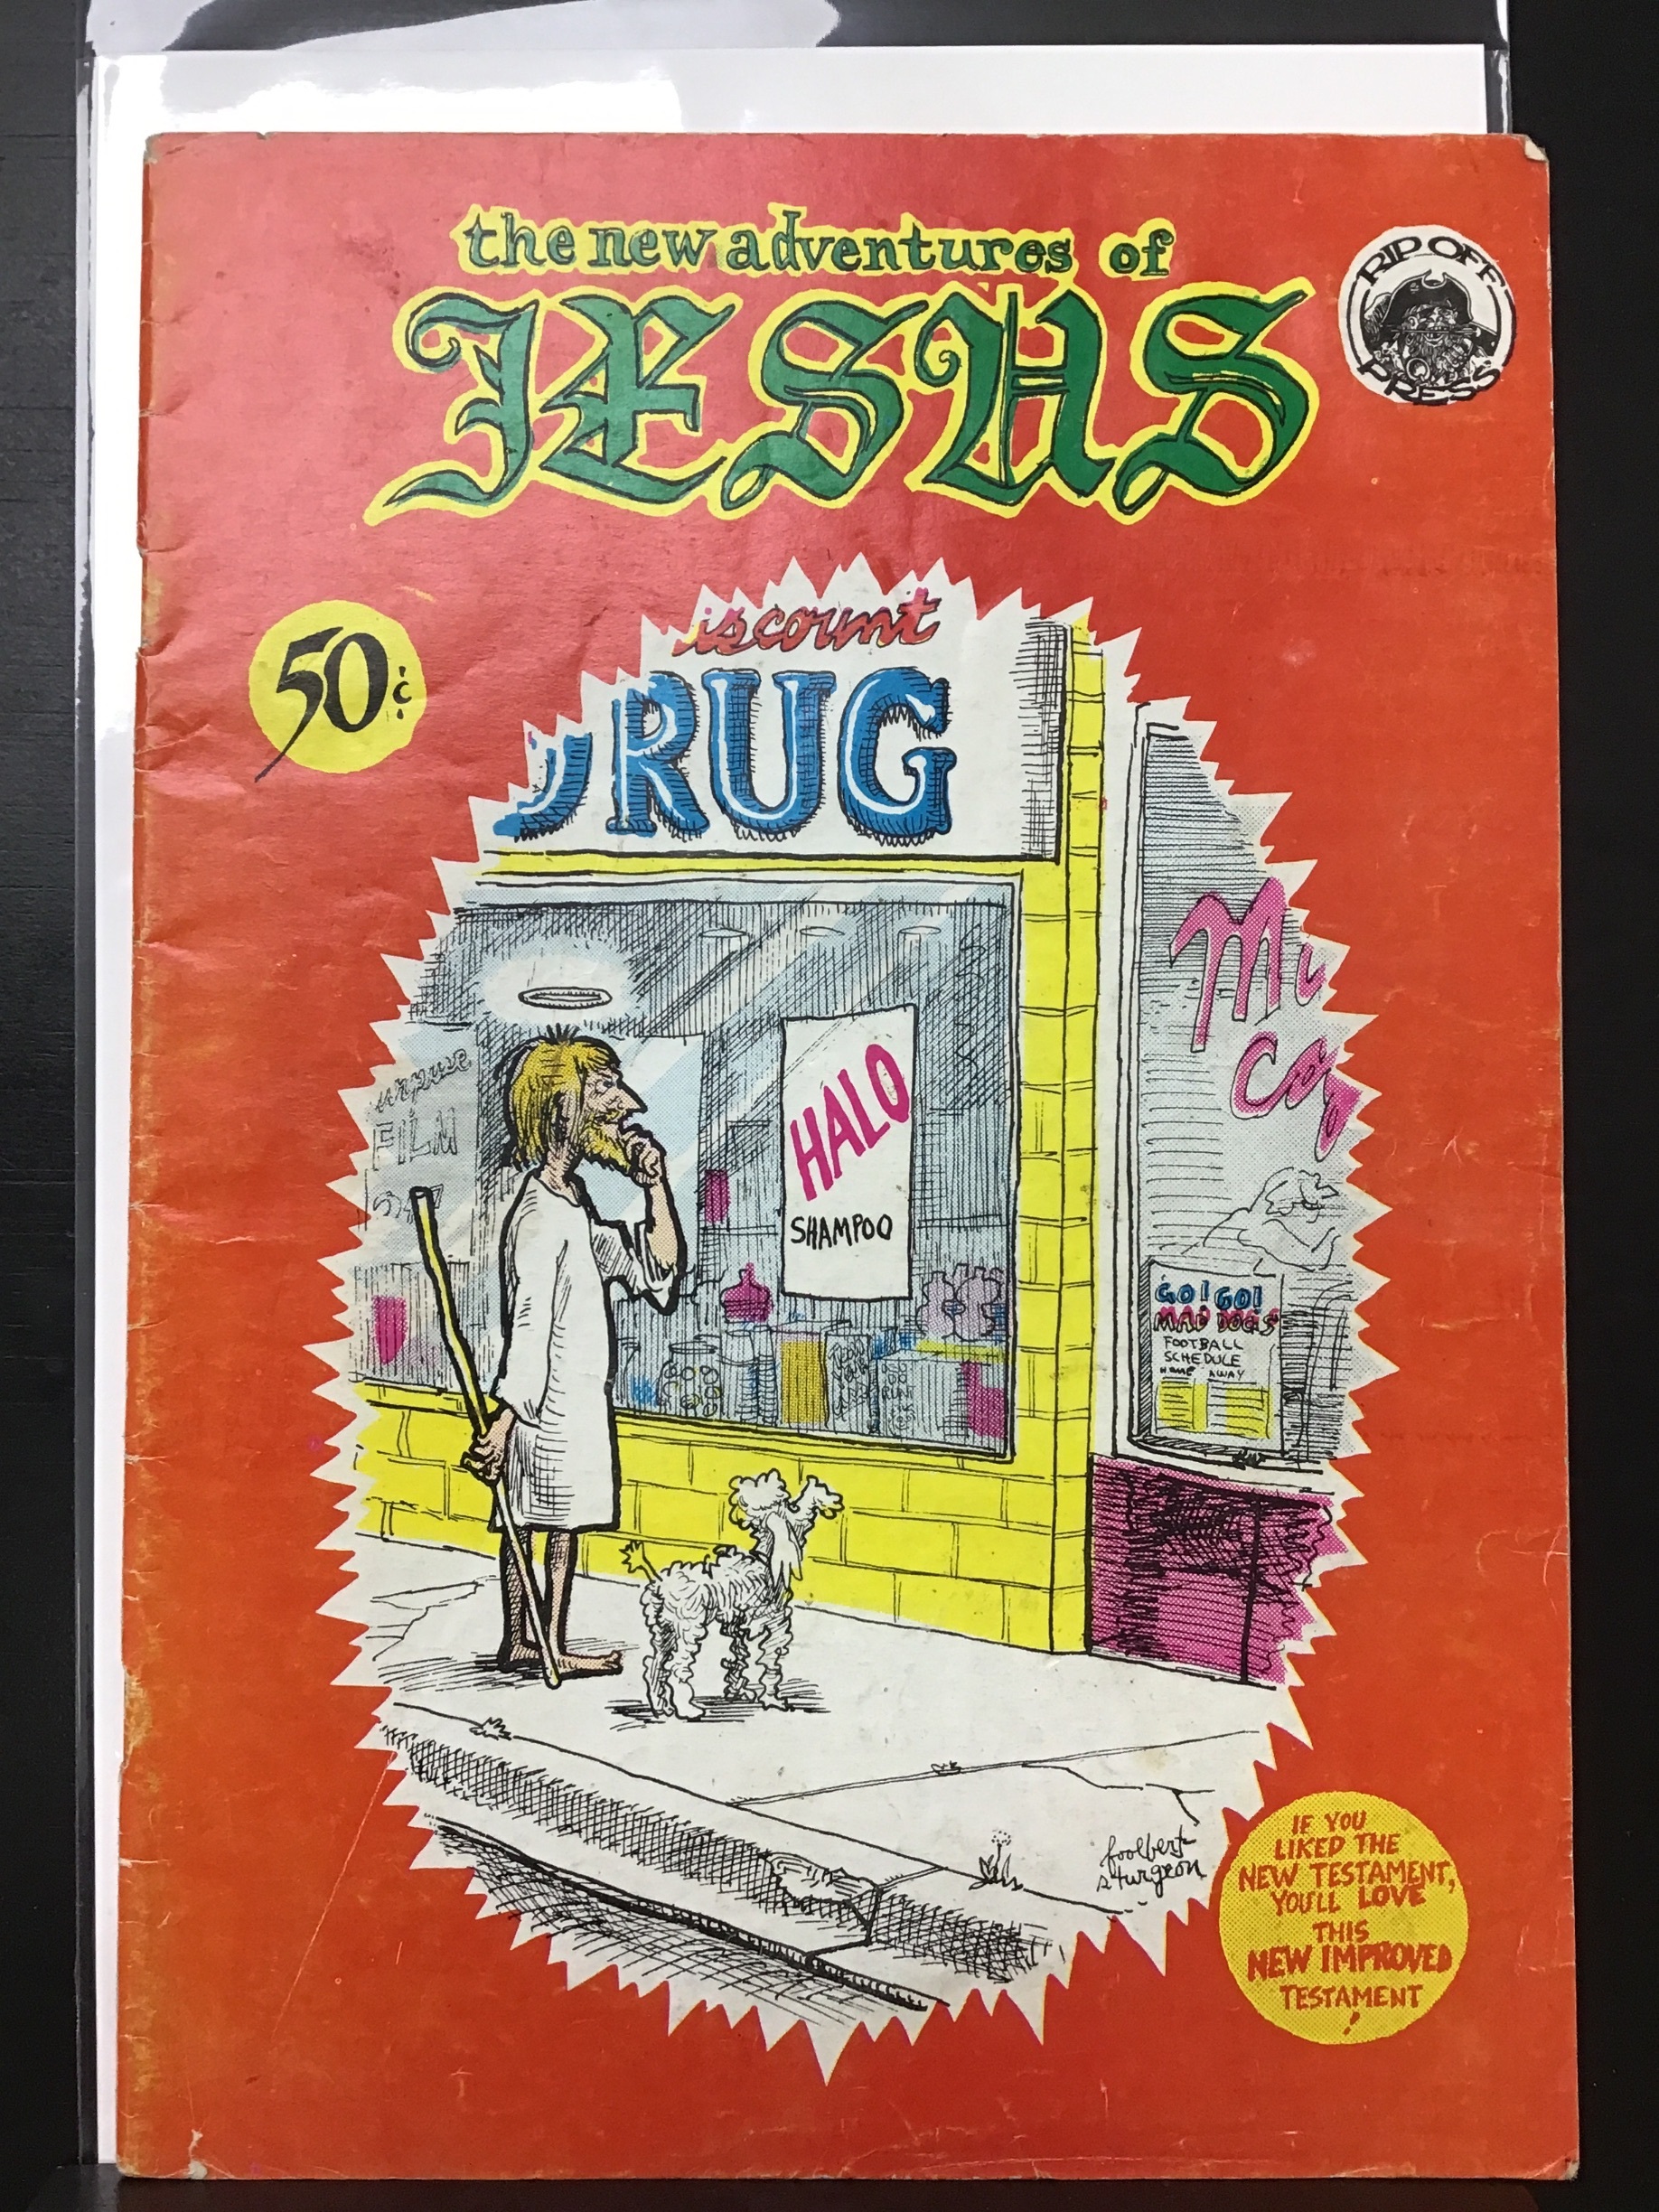 the new adventures of
JESUS
RIP OFF
PRESS
50¢
iscount
DRUG
HALO
SHAMPOO
FILM
GO! GO!
MAD DOGS
FOOTBALL
SCHEDULE
HOME AWAY
foolbert
sturgeon
IF YOU
LIKED THE
NEW TESTAMENT,
YOU'LL LOVE
THIS
NEW IMPROVED
TESTAMENT
!